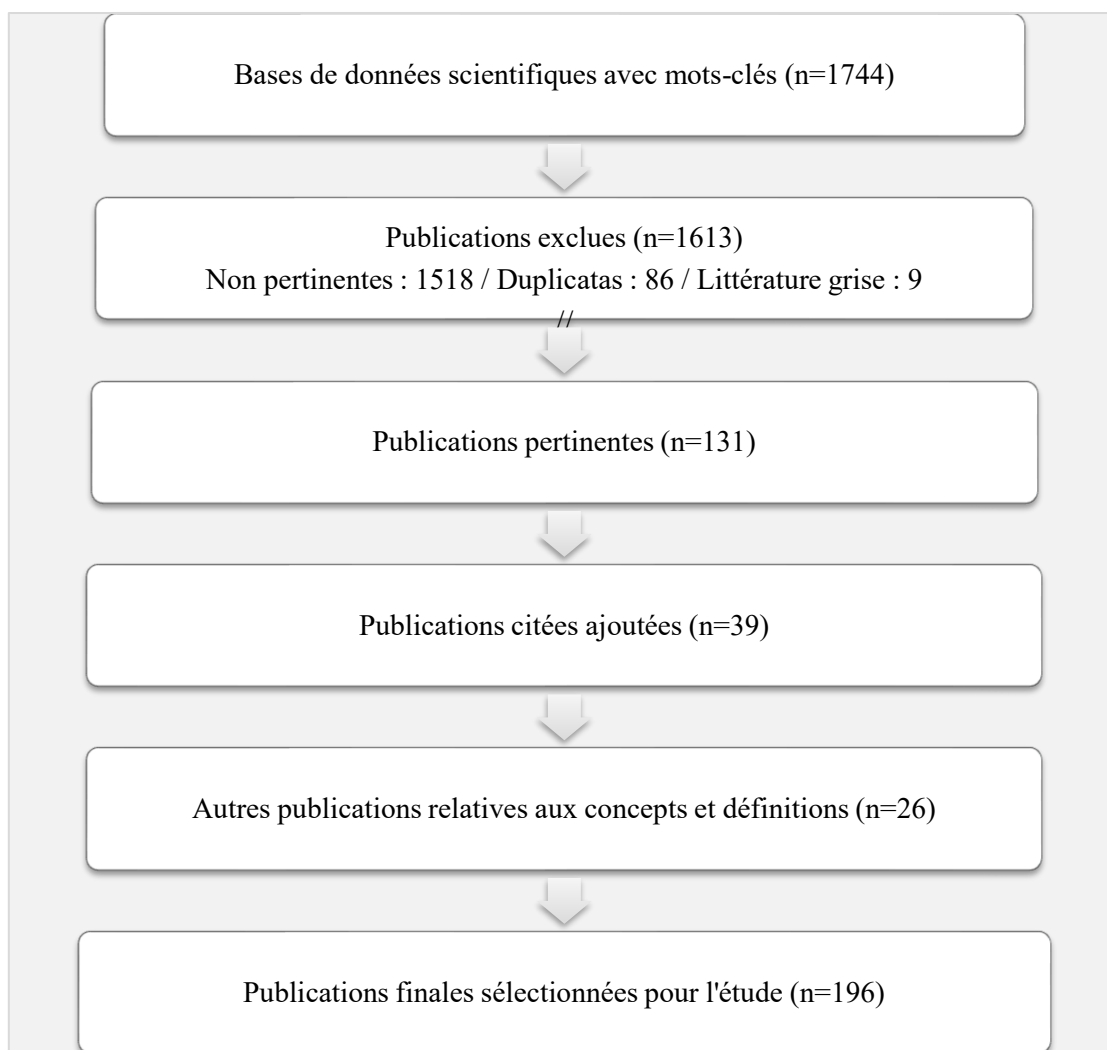 Bases de données scientifiques avec mots-clés (n=1744)
Publications exclues (n=1613)
Non pertinentes : 1518 / Duplicatas : 86 / Littérature grise : 9
//
Publications pertinentes (n=131)
Publications citées ajoutées (n=39)
Autres publications relatives aux concepts et définitions (n=26)
Publications finales sélectionnées pour l'étude (n=196)